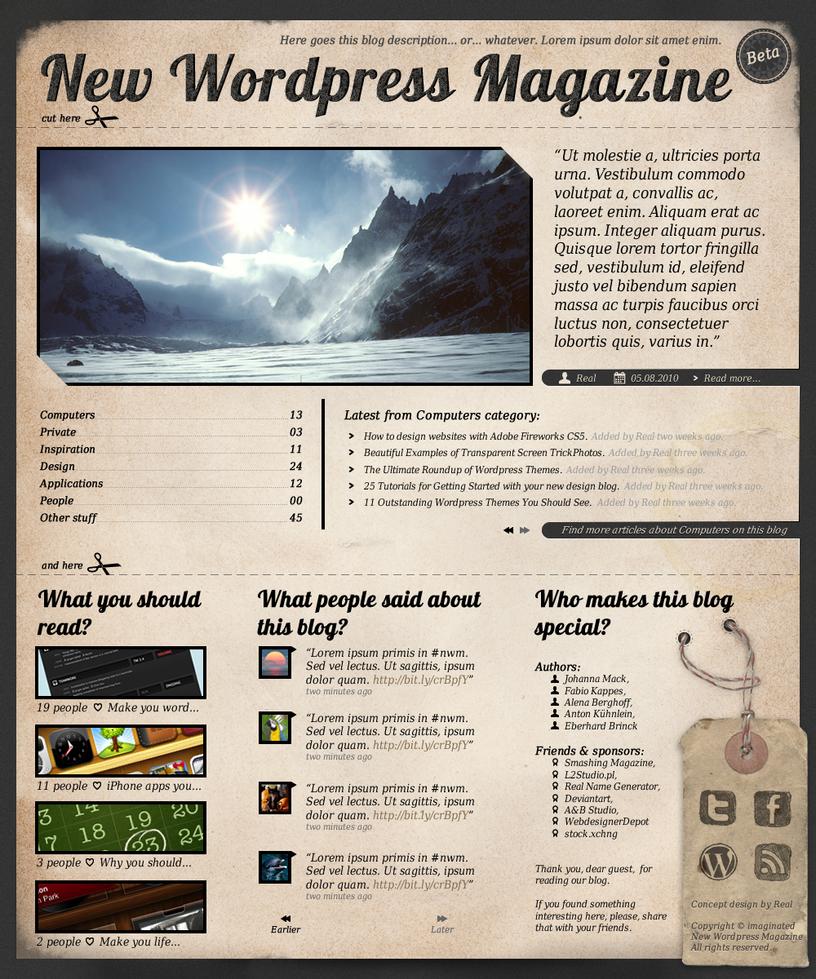 Here goes this blog description... or... whatever. Lorem ipsum dolor sit amet enim.
Beta
New Wordpress Magazine
cut here
“Ut molestie a, ultricies porta
urna. Vestibulum commodo
volutpat a, convallis ac,
laoreet enim. Aliquam erat ac
ipsum. Integer aliquam purus.
Quisque lorem tortor fringilla
sed, vestibulum id, eleifend
justo vel bibendum sapien
massa ac turpis faucibus orci
luctus non, consectetuer
lobortis quis, varius in.”
Real 05.08.2010 Read more...
Computers 13
Private 03
Inspiration 11
Design 24
Applications 12
People 00
Other stuff 45
Latest from Computers category:
How to design websites with Adobe Fireworks CS5. Added by Real two weeks ago.
Beautiful Examples of Transparent Screen TrickPhotos. Added by Real three weeks ago.
The Ultimate Roundup of Wordpress Themes. Added by Real three weeks ago.
25 Tutorials for Getting Started with your new design blog. Added by Real three weeks ago.
11 Outstanding Wordpress Themes You Should See. Added by Real three weeks ago.
Find more articles about Computers on this blog
and here
What you should
read?
19 people Make you word...
11 people iPhone apps you...
14
20
17 18 19 20
23 24
3 people Why you should...
on
n Park
2 people Make you life...
What people said about
this blog?
“Lorem ipsum primis in #nwm.
Sed vel lectus. Ut sagittis, ipsum
dolor quam. http://bit.ly/crBpfY”
two minutes ago
“Lorem ipsum primis in #nwm.
Sed vel lectus. Ut sagittis, ipsum
dolor quam. http://bit.ly/crBpfY”
two minutes ago
“Lorem ipsum primis in #nwm.
Sed vel lectus. Ut sagittis, ipsum
dolor quam. http://bit.ly/crBpfY”
two minutes ago
“Lorem ipsum primis in #nwm.
Sed vel lectus. Ut sagittis, ipsum
dolor quam. http://bit.ly/crBpfY”
two minutes ago
Earlier
Later
Who makes this blog
special?
Authors:
Johanna Mack,
Fabio Kappes,
Alena Berghoff,
Anton Kühnlein,
Eberhard Brinck
Friends & sponsors:
Smashing Magazine,
L2Studio.pl,
Real Name Generator,
Deviantart,
A&B Studio,
WebdesignerDepot
stock.xchng
Thank you, dear guest, for
reading our blog.
If you found something
interesting here, please, share
that with your friends.
Concept design by Real
Copyright © imaginated
New Wordpress Magazine
All rights reserved.